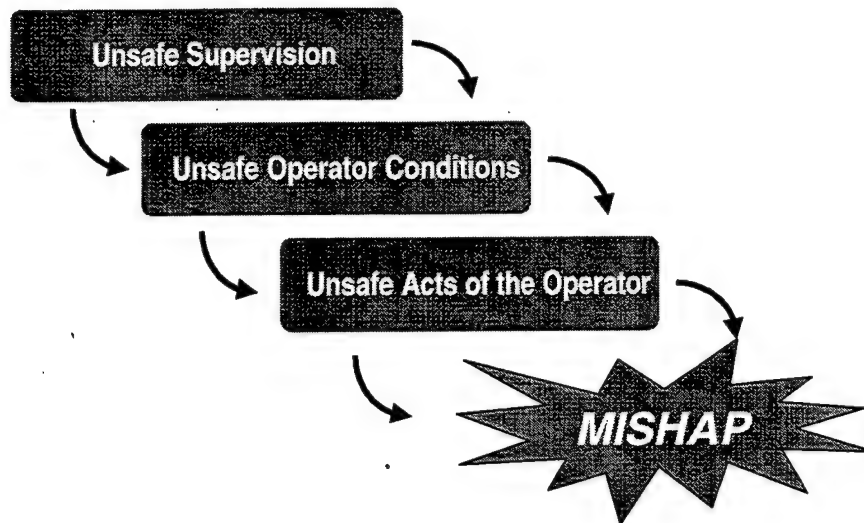 Unsafe Supervision
Unsafe Operator Conditions
Unsafe Acts of the Operator
MISHAP